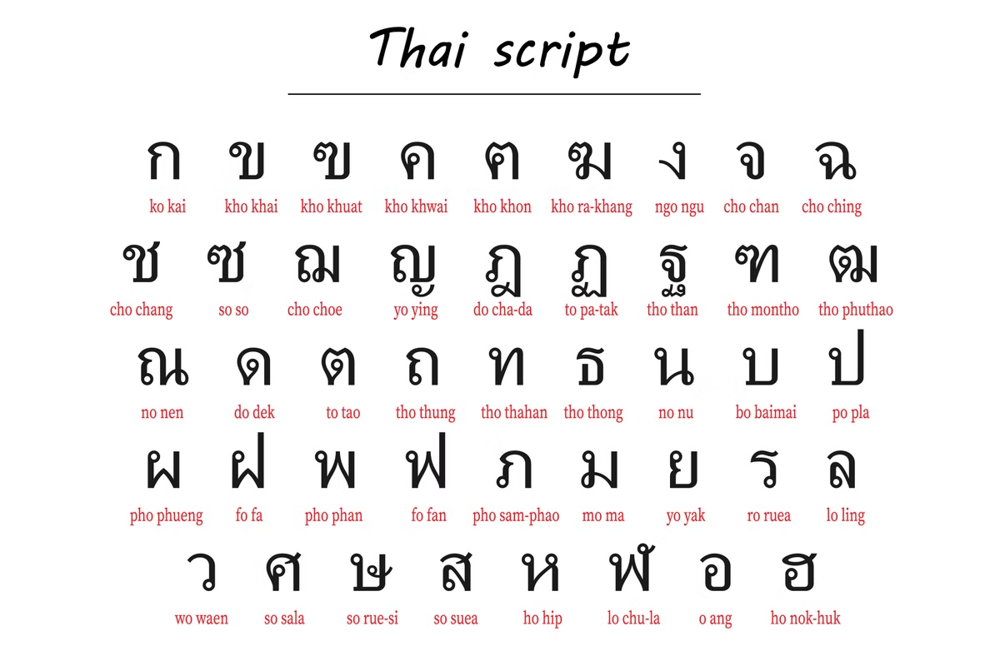 Thai script
ก ข ฃ ค ฅ ฆ ง จ ฉ
ko kai kho khai kho khuat kho khwai kho khon kho ra-khang ngo ngu cho chan cho ching
ช ซ ฌ ญ ฎ ฏ ฐ ฑ ฒ
cho chang so so cho choe yo ying do cha-da to pa-tak tho than tho montho tho phuthao
ณ ด ต ถ ท ธ น บ ป
no nen do dek to tao tho thung tho thahan tho thong no nu bo baimai po pla
ผ ฝ พ ฟ ภ ม ย ร ล
pho phueng fo fa pho phan fo fan pho sam-phao mo ma yo yak ro ruea lo ling
ว ศ ษ ส ห ฬ อ ฮ
wo waen so sala so rue-si so suea ho hip lo chu-la o ang ho nok-huk